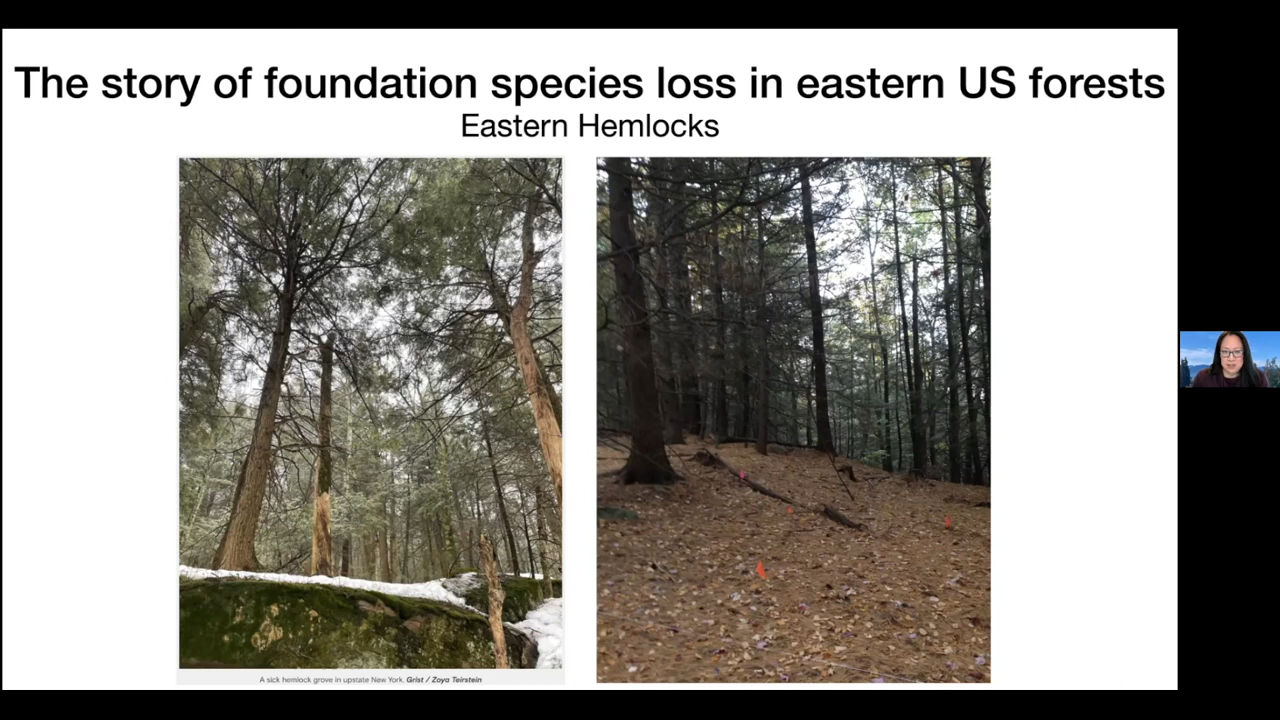 The story of foundation species loss in eastern US forests
Eastern Hemlocks
A sick hemlock grove in upstate New York. Grist / Zoya Teirstein